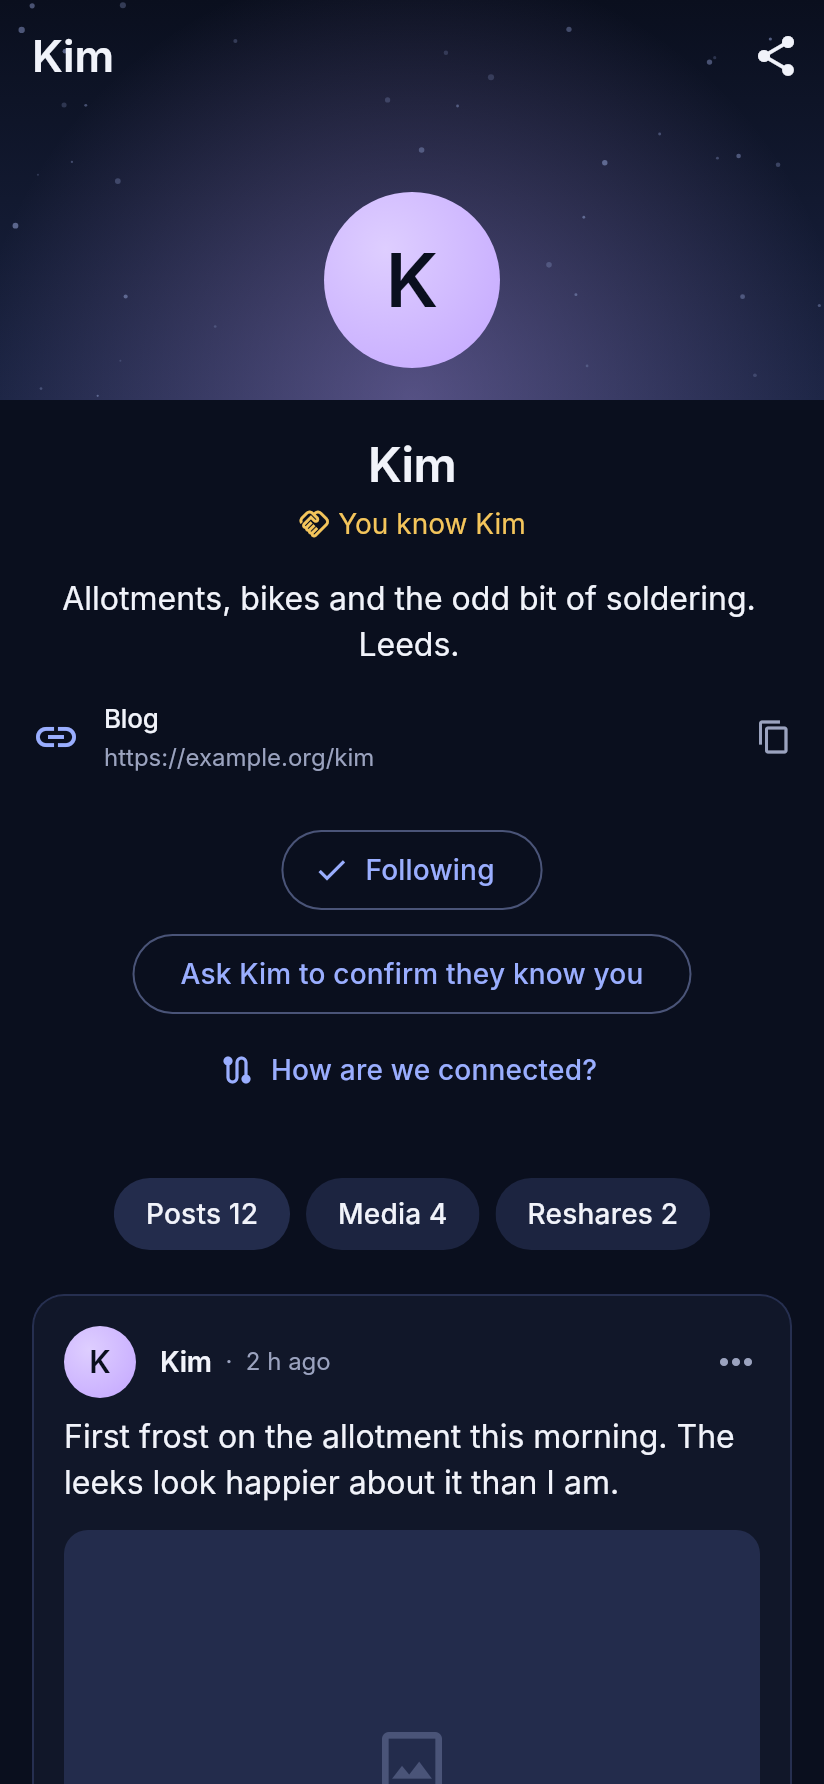 Kim
K
Kim
You know Kim
Allotments, bikes and the odd bit of soldering.
Leeds.
Blog
https://example.org/kim
Following
Ask Kim to confirm they know you
How are we connected?
Posts 12
Media 4
Reshares 2
K
Kim · 2 h ago
First frost on the allotment this morning. The
leeks look happier about it than I am.